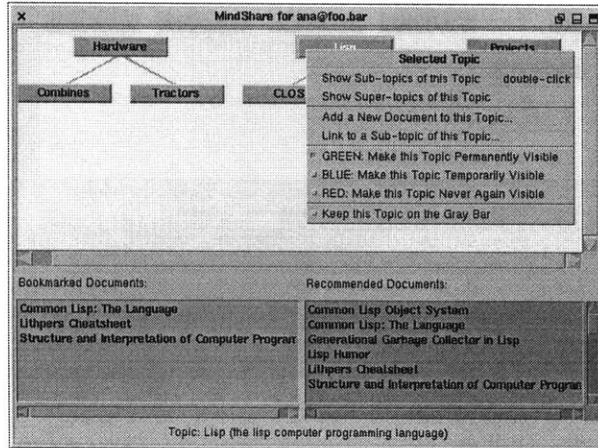 MindShare for ana@foo.bar
Hardware
Lisp
Projects
Combines
Tractors
CLOS
Selected Topic
Show Sub-topics of this Topic double-click
Show Super-topics of this Topic
Add a New Document to this Topic...
Link to a Sub-topic of this Topic...
GREEN: Make this Topic Permanently Visible
BLUE: Make this Topic Temporarily Visible
RED: Make this Topic Never Again Visible
Keep this Topic on the Gray Bar
Bookmarked Documents:
Common Lisp: The Language
Lithpers Cheatsheet
Structure and Interpretation of Computer Program
Recommended Documents:
Common Lisp Object System
Common Lisp: The Language
Generational Garbage Collector in Lisp
Lisp Humor
Lithpers Cheatsheet
Structure and Interpretation of Computer Program
Topic: Lisp (the lisp computer programming language)